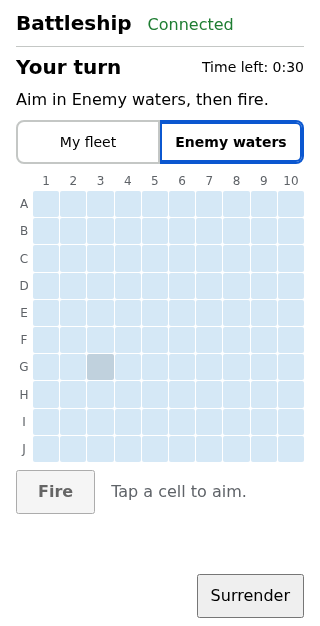 Battleship Connected
Your turn Time left: 0:30
Aim in Enemy waters, then fire.
My fleet Enemy waters
1 2 3 4 5 6 7 8 9 10
A
B
C
D
E
F
G
H
I
J
Fire Tap a cell to aim.
Surrender